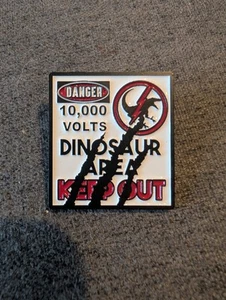 DANGER
10,000
VOLTS
DINOSAUR
AREA
KEEP OUT